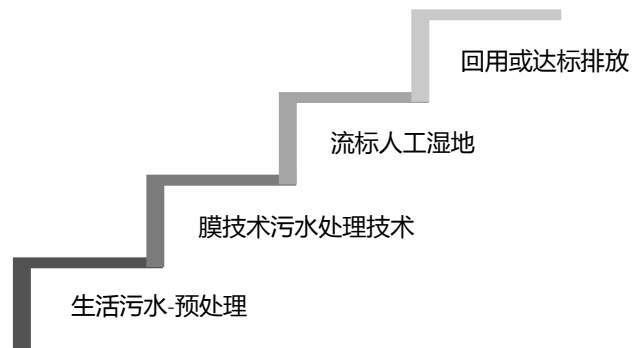 回用或达标排放
流标人工湿地
膜技术污水处理技术
生活污水-预处理